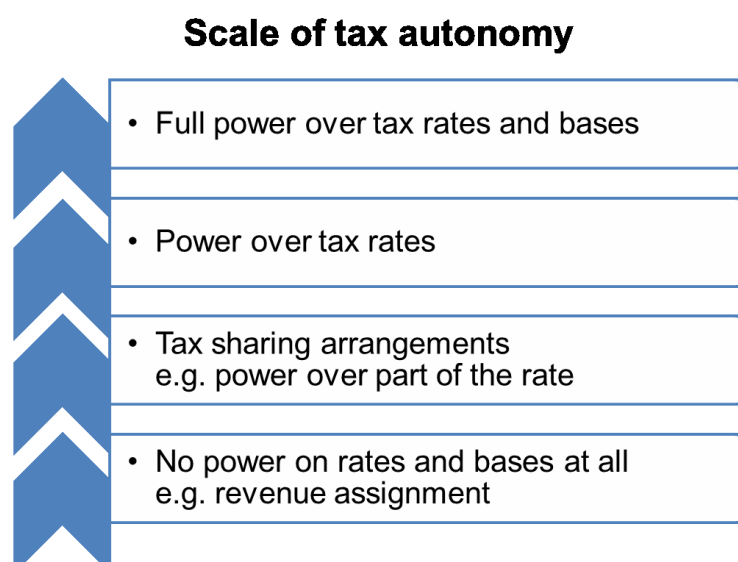 Scale of tax autonomy
• Full power over tax rates and bases
• Power over tax rates
• Tax sharing arrangements
e.g. power over part of the rate
• No power on rates and bases at all
e.g. revenue assignment